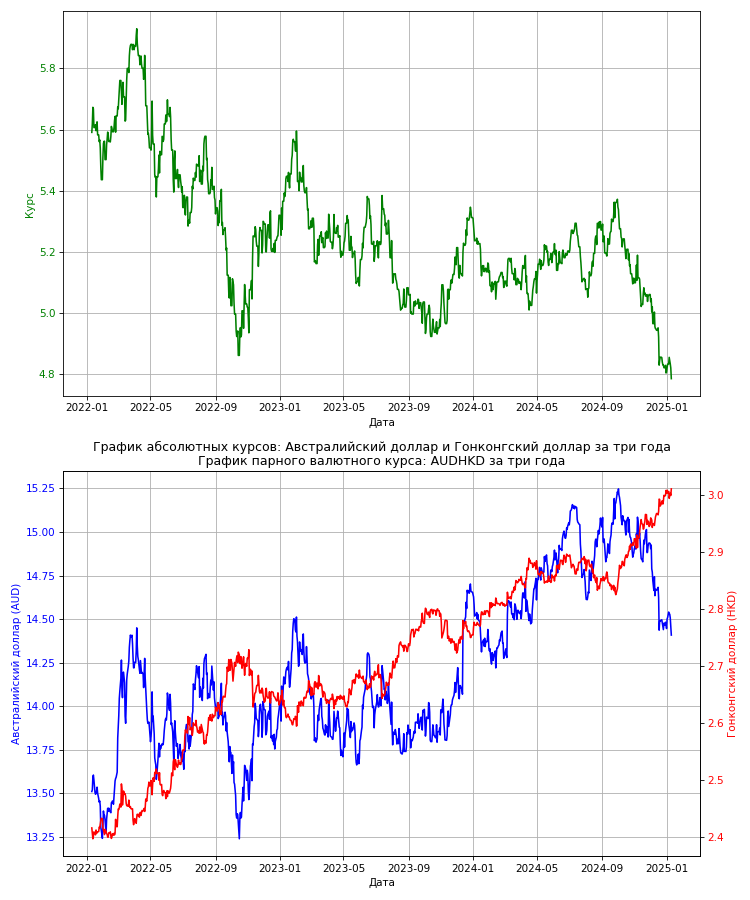 5.8
5.6
5.4
5.2
5.0
4.8
Курс
2022-01 2022-05 2022-09 2023-01 2023-05 2023-09 2024-01 2024-05 2024-09 2025-01
Дата
График абсолютных курсов: Австралийский доллар и Гонконгский доллар за три года
График парного валютного курса: AUDHKD за три года
15.25
15.00
14.75
14.50
14.25
14.00
13.75
13.50
13.25
Австралийский доллар (AUD)
3.0
2.9
2.8
2.7
2.6
2.5
2.4
Гонконгский доллар (HKD)
2022-01 2022-05 2022-09 2023-01 2023-05 2023-09 2024-01 2024-05 2024-09 2025-01
Дата